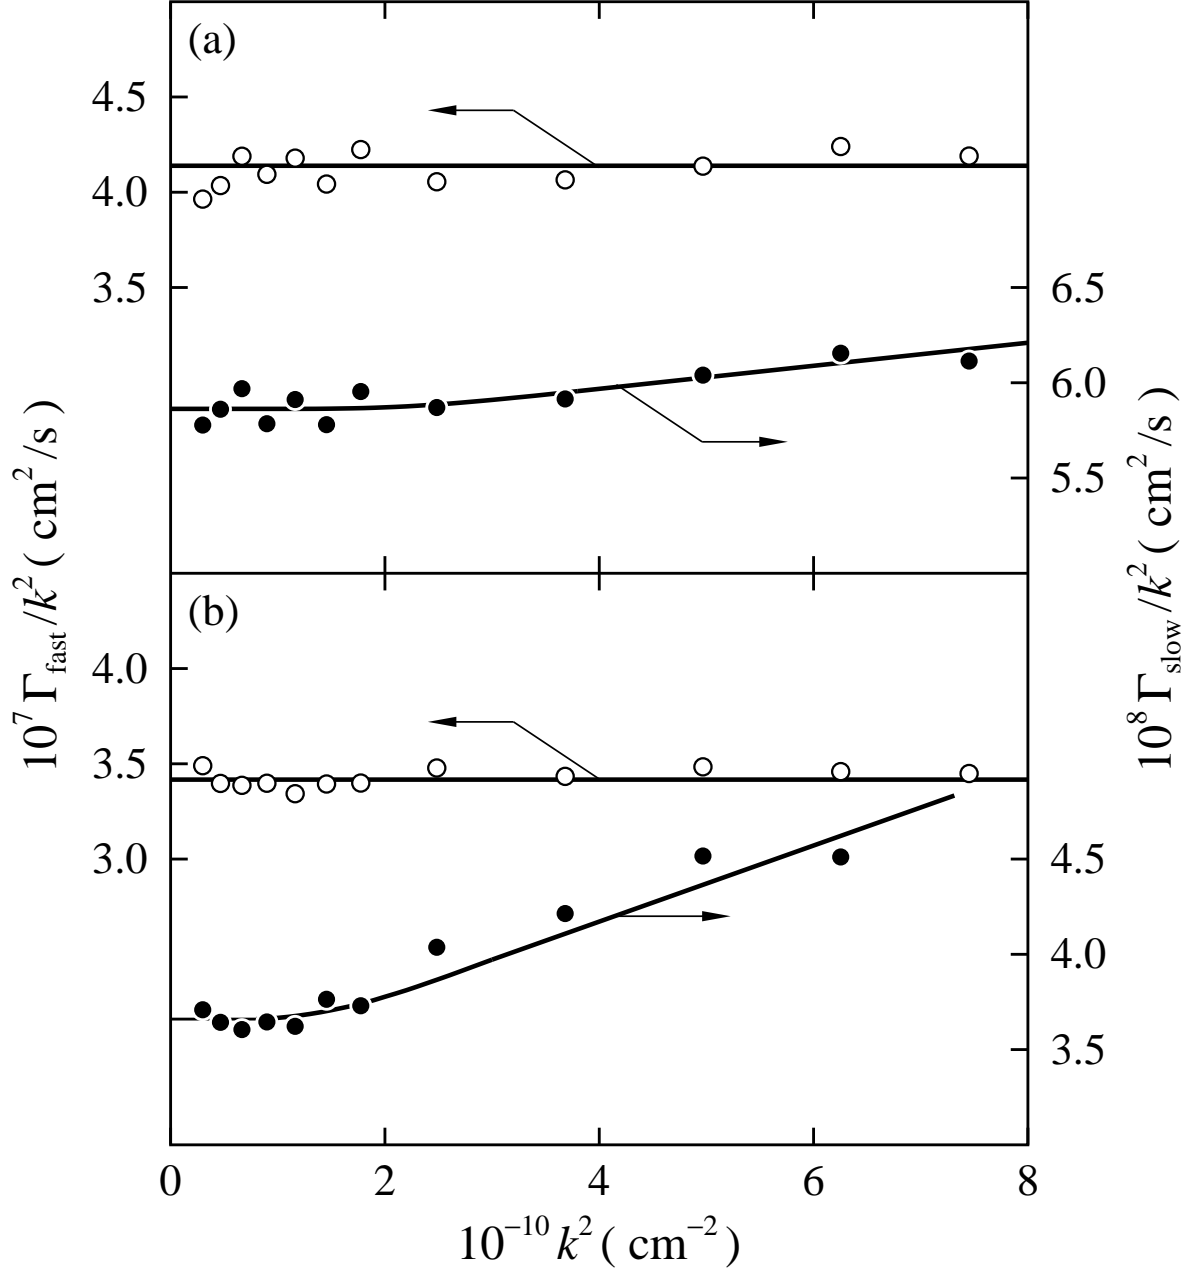 (a)
4.5
4.0
3.5
6.5
6.0
5.5
(b)
4.0
3.5
3.0
4.5
4.0
3.5
0 2 4 6 8
10⁻¹⁰ k² ( cm⁻² )
10⁷ Γfast/k² ( cm²/s )
10⁸ Γslow/k² ( cm²/s )